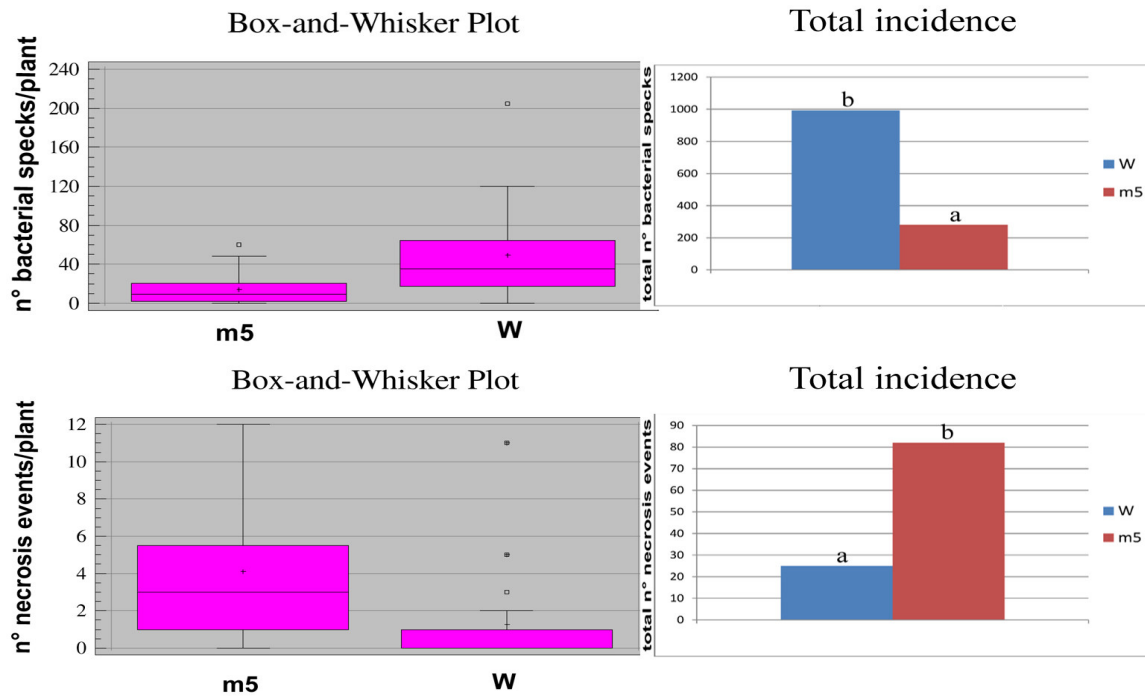 Box-and-Whisker Plot
n° bacterial specks/plant
240
200
160
120
80
40
0
m5
W
Total incidence
total n° bacterial specks
1200
1000
800
600
400
200
0
b
a
W
m5
Box-and-Whisker Plot
n° necrosis events/plant
12
10
8
6
4
2
0
m5
W
Total incidence
total n° necrosis events
90
80
70
60
50
40
30
20
10
0
a
b
W
m5